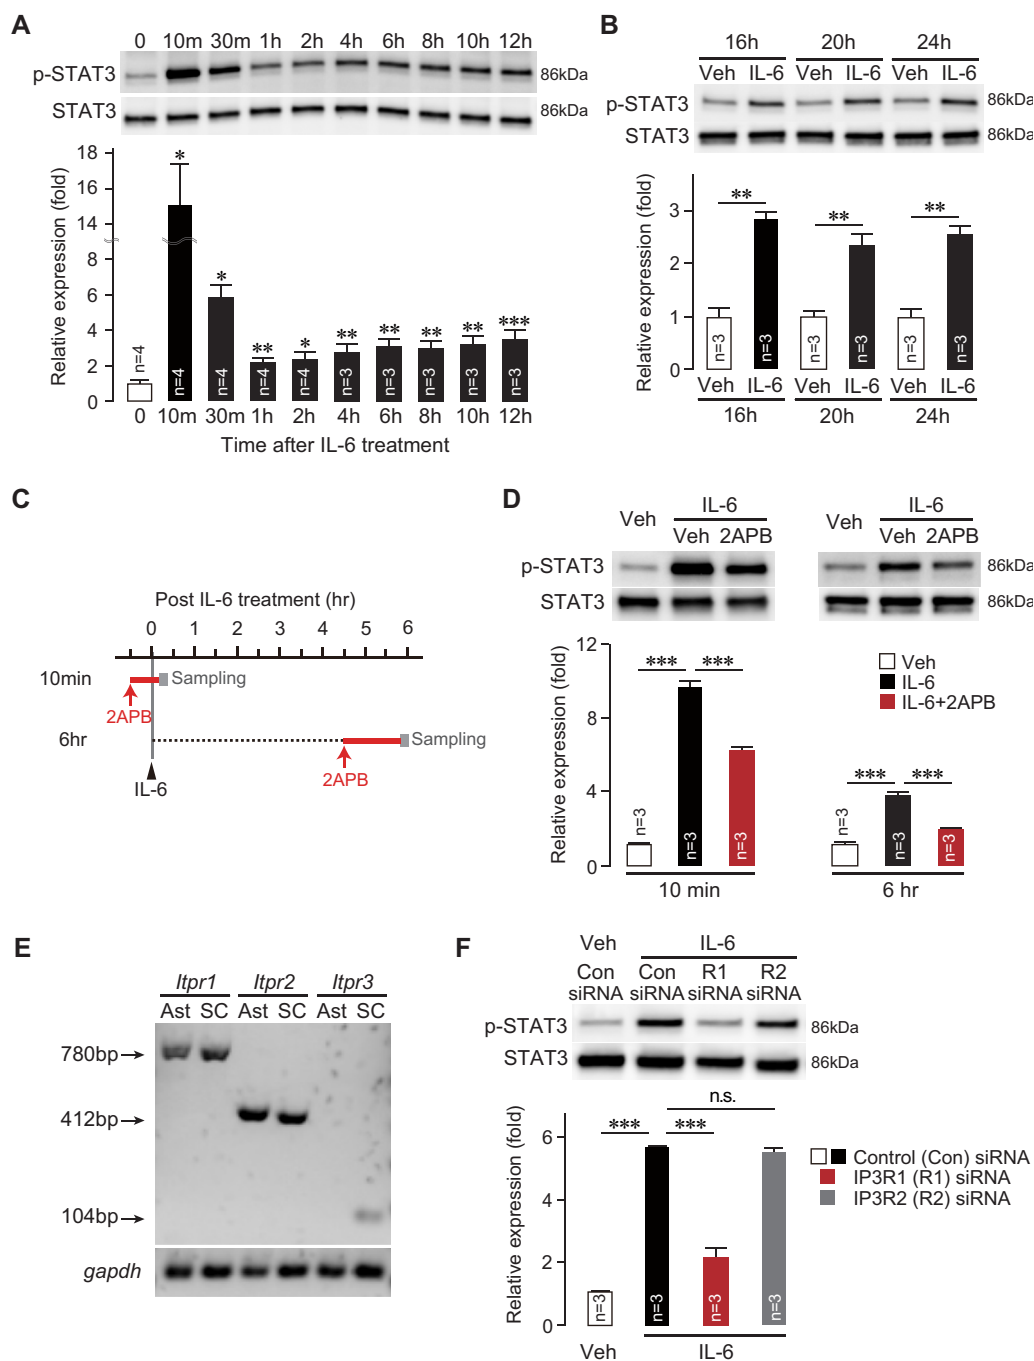 A
0 10m 30m 1h 2h 4h 6h 8h 10h 12h
p-STAT3 86kDa
STAT3 86kDa
Relative expression (fold)
18
16
14
12
8
6
4
2
0
* * ** * ** ** ** ** ***
n=4 n=4 n=4 n=4 n=4 n=3 n=3 n=3 n=3 n=3
0 10m 30m 1h 2h 4h 6h 8h 10h 12h
Time after IL-6 treatment
B
16h 20h 24h
Veh IL-6 Veh IL-6 Veh IL-6
p-STAT3 86kDa
STAT3 86kDa
Relative expression (fold)
3
2
1
0
** ** **
n=3 n=3 n=3 n=3 n=3 n=3
Veh IL-6 Veh IL-6 Veh IL-6
16h 20h 24h
C
Post IL-6 treatment (hr)
0 1 2 3 4 5 6
10min Sampling
2APB
6hr Sampling
2APB
IL-6
D
Veh IL-6
Veh 2APB
Veh IL-6
Veh 2APB
p-STAT3 86kDa
STAT3 86kDa
Relative expression (fold)
12
8
4
0
*** ***
*** ***
n=3 n=3 n=3
n=3 n=3 n=3
10 min 6 hr
Veh
IL-6
IL-6+2APB
E
Itpr1 Itpr2 Itpr3
Ast SC Ast SC Ast SC
780bp
412bp
104bp
gapdh
F
Veh IL-6
Con siRNA Con siRNA R1 siRNA R2 siRNA
p-STAT3 86kDa
STAT3 86kDa
Relative expression (fold)
6
4
2
0
n.s.
*** ***
n=3 n=3 n=3 n=3
Veh IL-6
Control (Con) siRNA
IP3R1 (R1) siRNA
IP3R2 (R2) siRNA